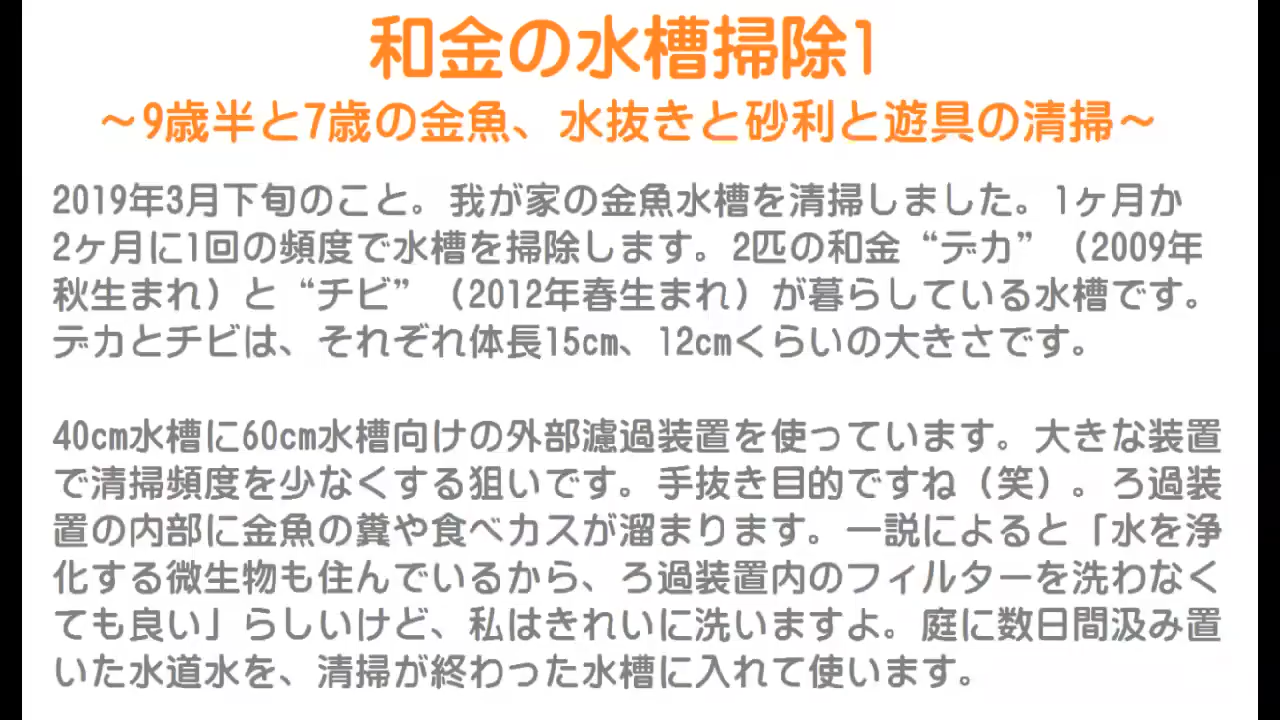 和金の水槽掃除1
～9歳半と7歳の金魚、水抜きと砂利と遊具の清掃～
2019年3月下旬のこと。我が家の金魚水槽を清掃しました。1ヶ月か
2ヶ月に1回の頻度で水槽を掃除します。2匹の和金“デカ”（2009年
秋生まれ）と“チビ”（2012年春生まれ）が暮らしている水槽です。
デカとチビは、それぞれ体長15cm、12cmくらいの大きさです。
40cm水槽に60cm水槽向けの外部濾過装置を使っています。大きな装置
で清掃頻度を少なくする狙いです。手抜き目的ですね（笑）。ろ過装
置の内部に金魚の糞や食べカスが溜まります。一説によると「水を浄
化する微生物も住んでいるから、ろ過装置内のフィルターを洗わなく
ても良い」らしいけど、私はきれいに洗いますよ。庭に数日間汲み置
いた水道水を、清掃が終わった水槽に入れて使います。